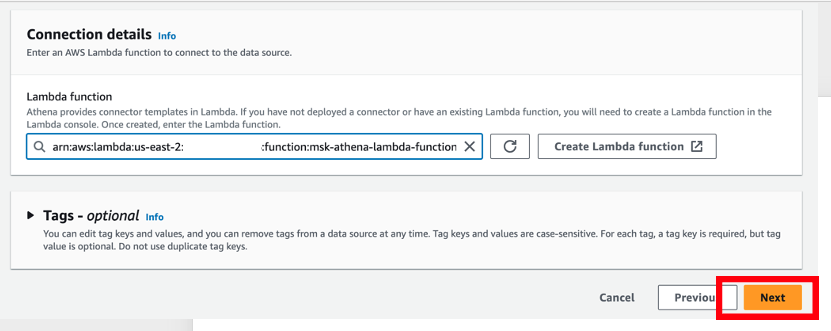 Connection details Info
Enter an AWS Lambda function to connect to the data source.
Lambda function
Athena provides connector templates in Lambda. If you have not deployed a connector or have an existing Lambda function, you will need to create a Lambda function in the
Lambda console. Once created, enter the Lambda function.
arn:aws:lambda:us-east-2: :function:msk-athena-lambda-function
Create Lambda function
Tags - optional Info
You can edit tag keys and values, and you can remove tags from a data source at any time. Tag keys and values are case-sensitive. For each tag, a tag key is required, but tag
value is optional. Do not use duplicate tag keys.
Cancel Previou Next